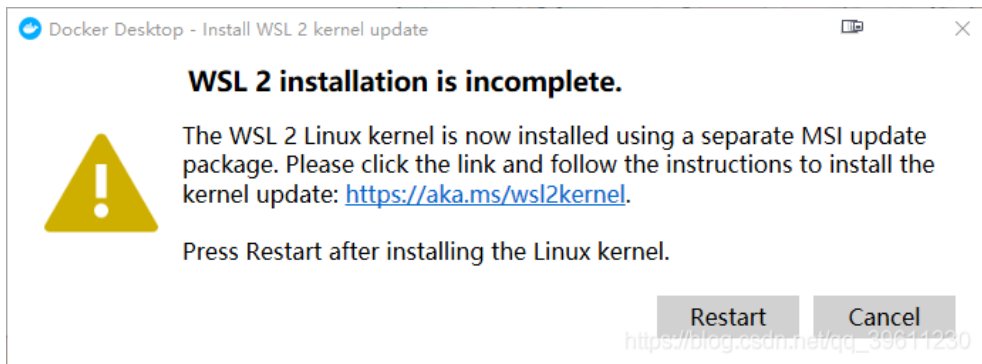 Docker Desktop - Install WSL 2 kernel update
WSL 2 installation is incomplete.
The WSL 2 Linux kernel is now installed using a separate MSI update
package. Please click the link and follow the instructions to install the
kernel update: https://aka.ms/wsl2kernel.
Press Restart after installing the Linux kernel.
Restart Cancel
https://blog.csdn.net/qq_39611230